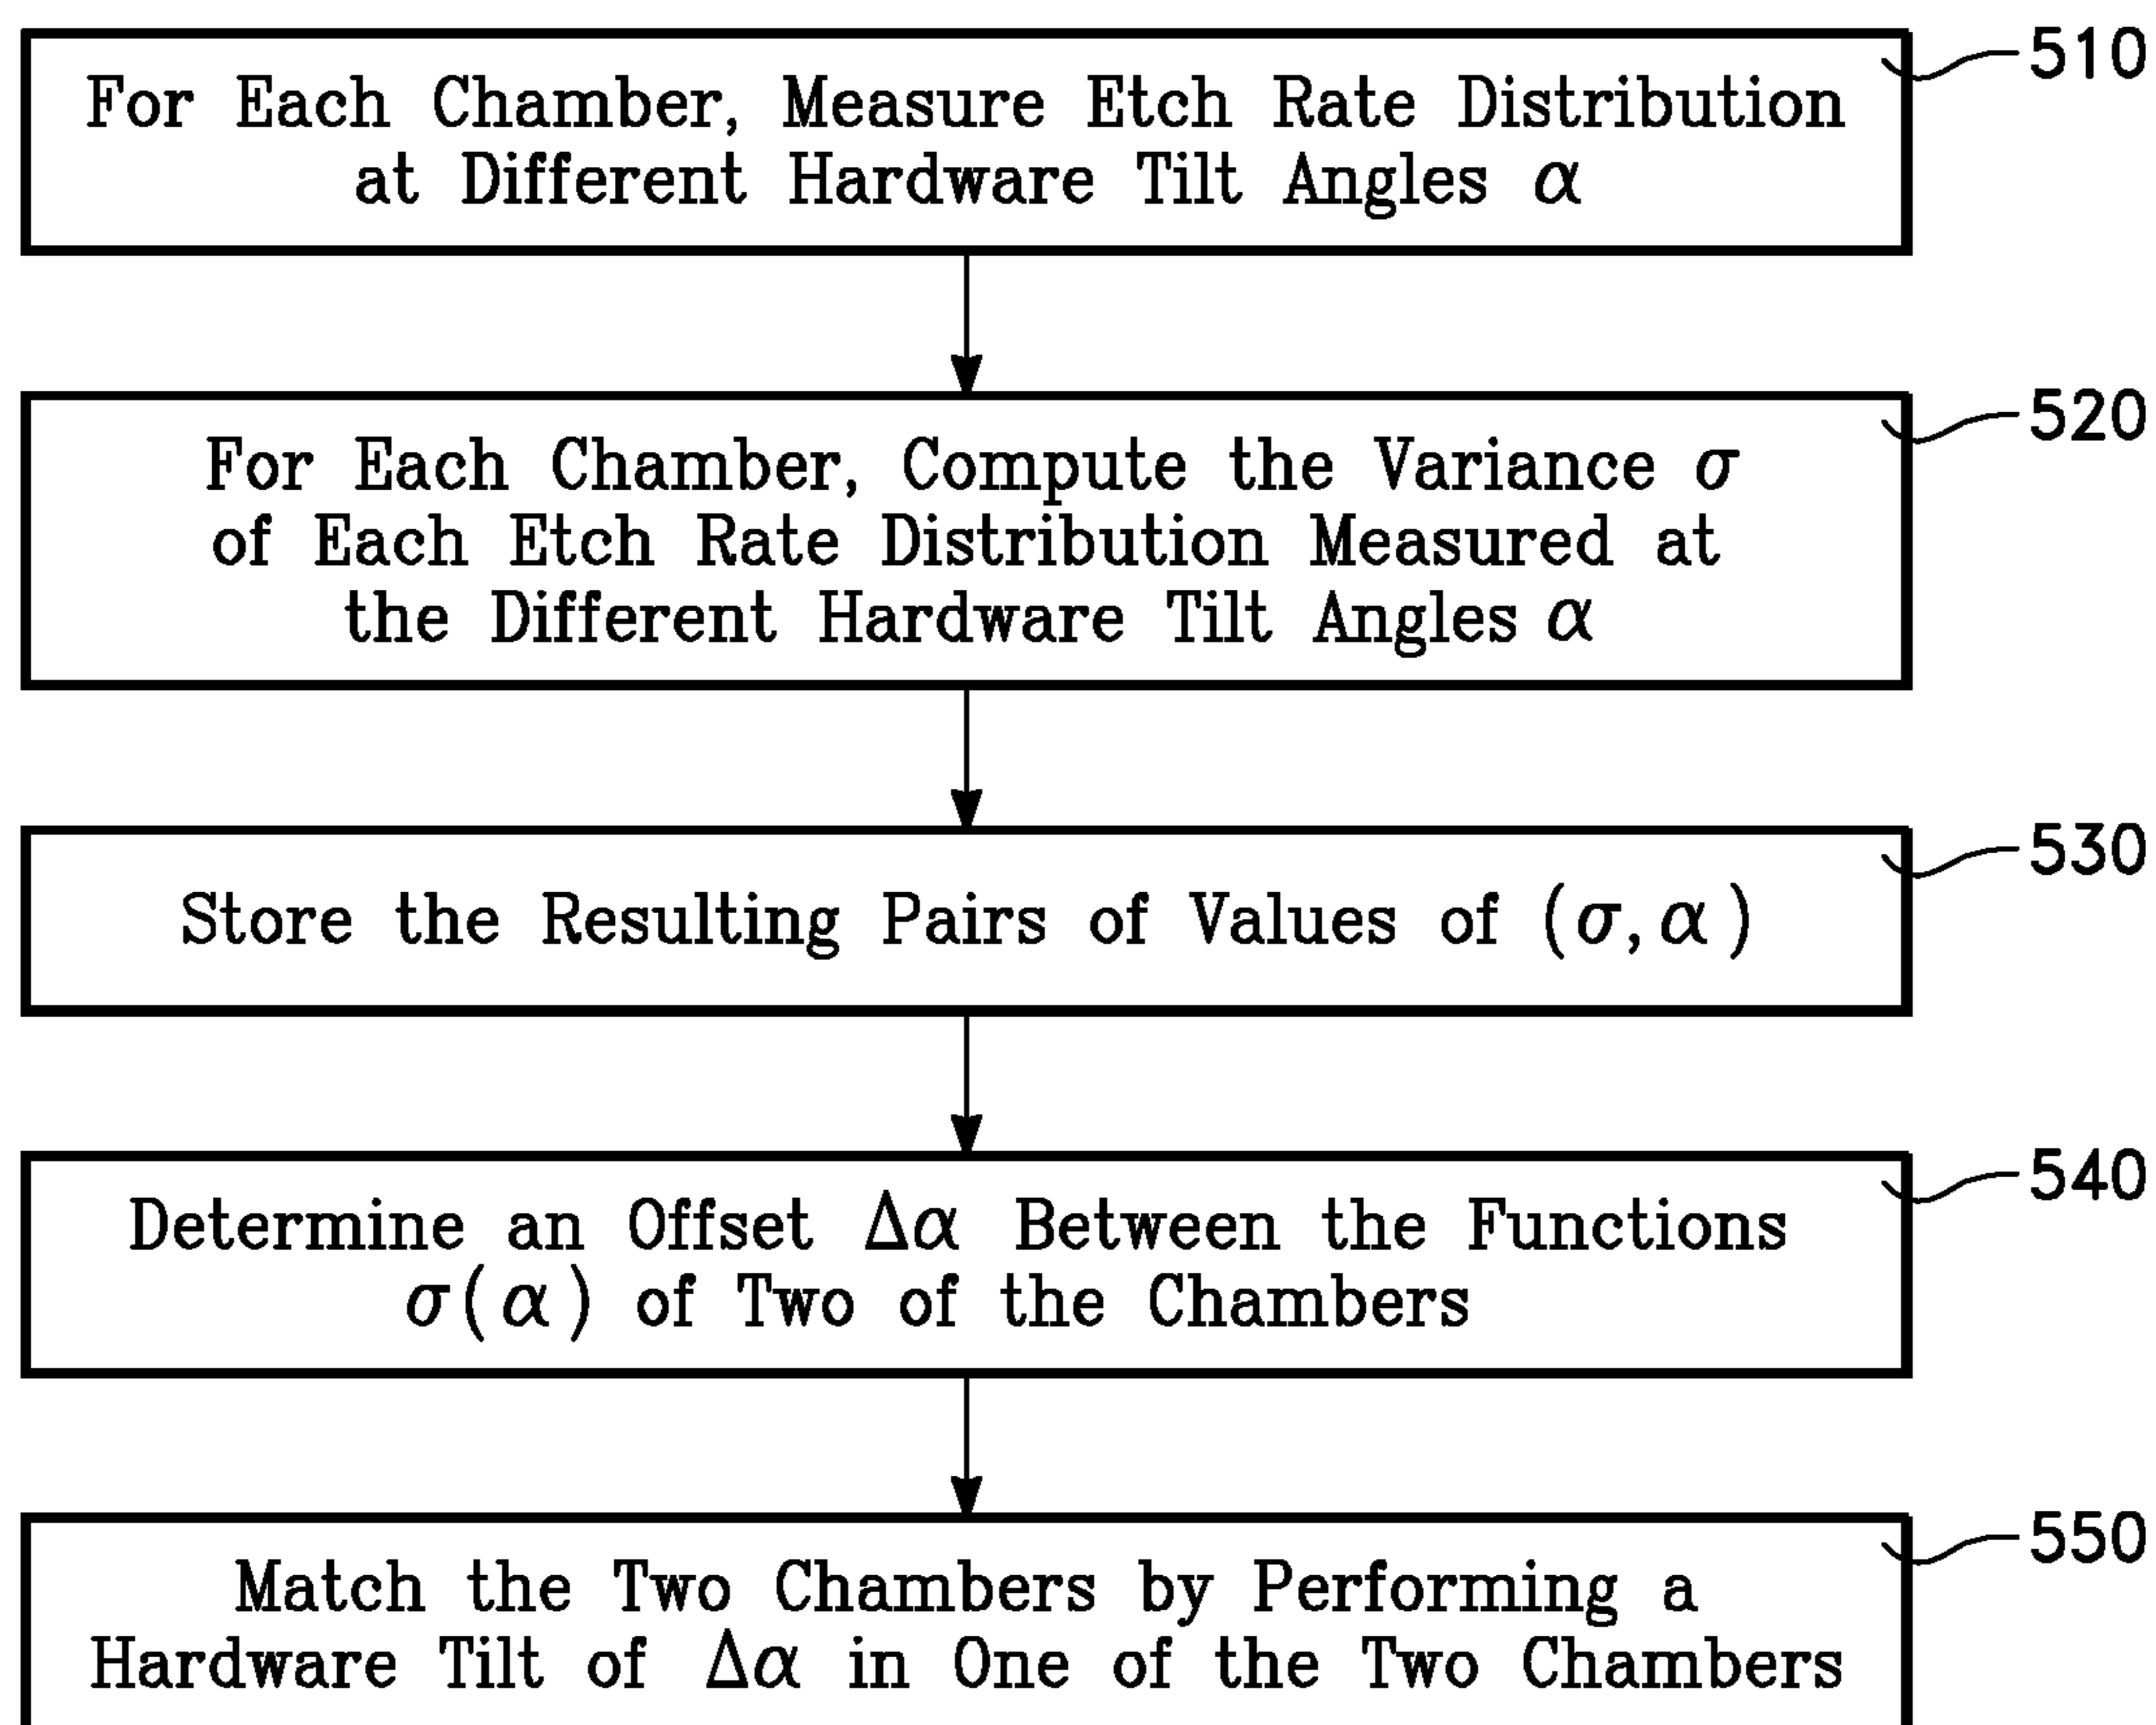 510
For Each Chamber, Measure Etch Rate Distribution
at Different Hardware Tilt Angles α
520
For Each Chamber, Compute the Variance σ
of Each Etch Rate Distribution Measured at
the Different Hardware Tilt Angles α
530
Store the Resulting Pairs of Values of (σ, α)
540
Determine an Offset Δα Between the Functions
σ(α) of Two of the Chambers
550
Match the Two Chambers by Performing a
Hardware Tilt of Δα in One of the Two Chambers